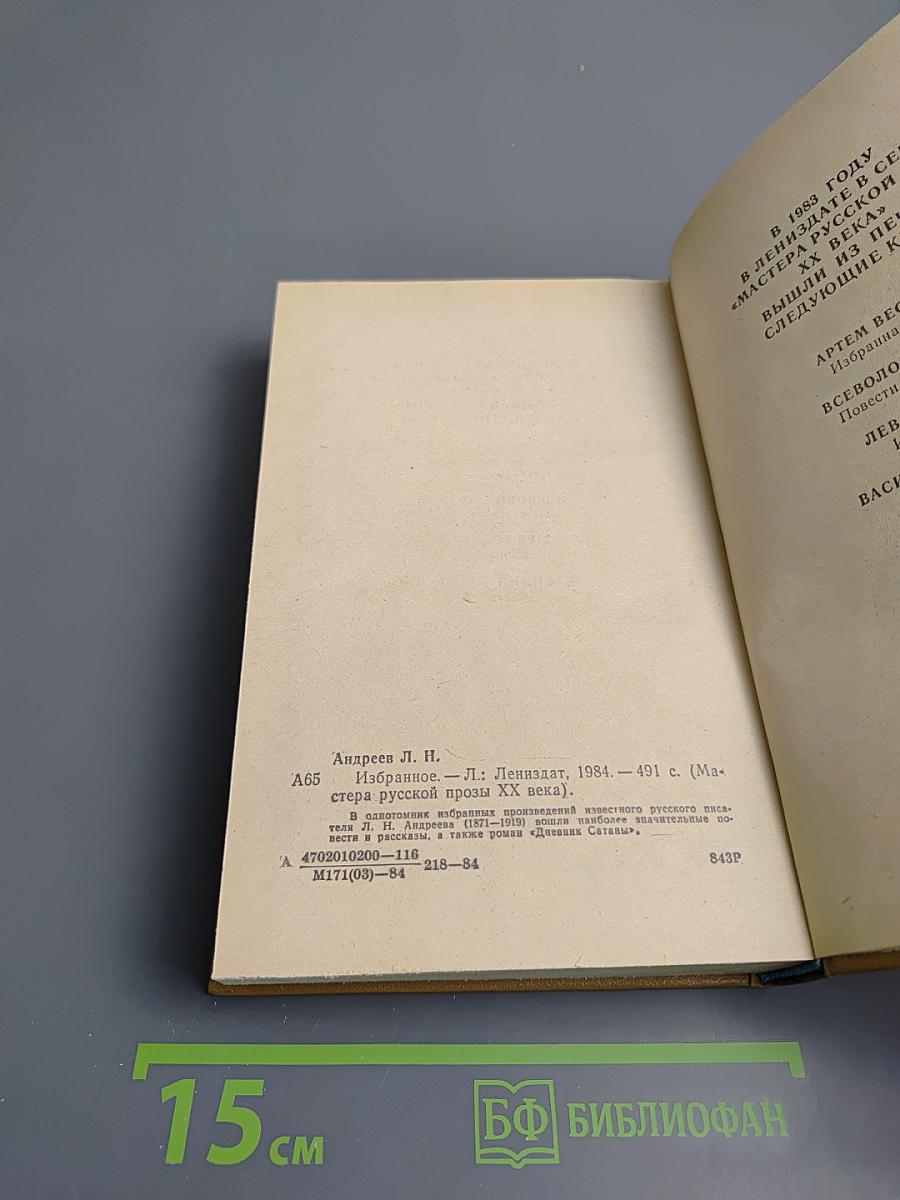 Андреев Л. Н.
А65 Избранное. — Л.: Лениздат, 1984. — 491 с. (Ма-
стера русской прозы XX века).
В однотомник избранных произведений известного русского писа-
теля Л. Н. Андреева (1871—1919) вошли наиболее значительные по-
вести и рассказы, а также роман «Дневник Сатаны».
А 4702010200—116
М171(03)—84
218—84
843Р
В 1983 ГОДУ
В ЛЕНИЗДАТЕ В СЕ
«МАСТЕРА РУССКОЙ
XX ВЕКА»
ВЫШЛИ ИЗ ПЕ
СЛЕДУЮЩИЕ К
АРТЕМ ВЕС
Избранна
ВСЕВОЛО
Повести
ЛЕВ
И
ВАСИ
15 см
БФ БИБЛИОФАН